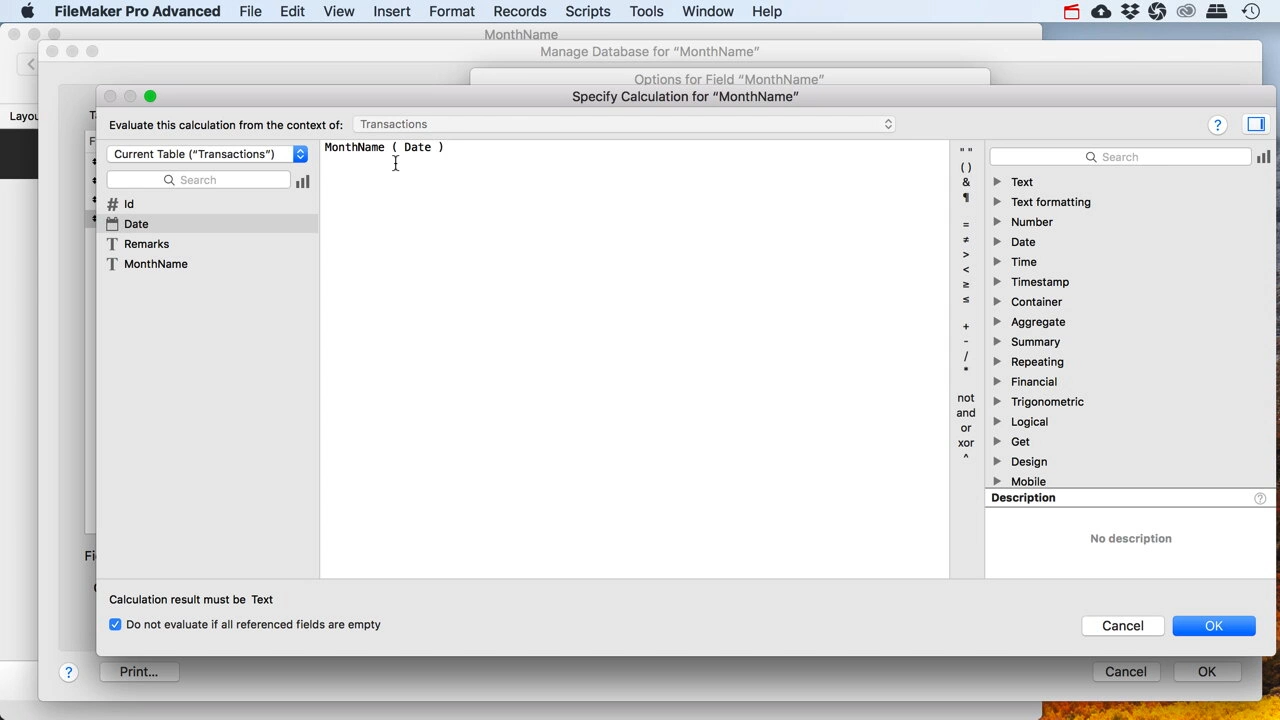 FileMaker Pro Advanced File Edit View Insert Format Records Scripts Tools Window Help
MonthName
Manage Database for “MonthName”
Options for Field “MonthName”
Specify Calculation for “MonthName”
Layou
Evaluate this calculation from the context of: Transactions ?
Current Table (“Transactions”)
Search
# Id
Date
T Remarks
T MonthName
MonthName ( Date )
" "
( )
&
¶
=
≠
>
<
≥
≤
+
-
/
*
not
and
or
xor
^
Search
Text
Text formatting
Number
Date
Time
Timestamp
Container
Aggregate
Summary
Repeating
Financial
Trigonometric
Logical
Get
Design
Mobile
Description ?
No description
Fi
Calculation result must be Text
Do not evaluate if all referenced fields are empty
Cancel OK
? Print... Cancel OK